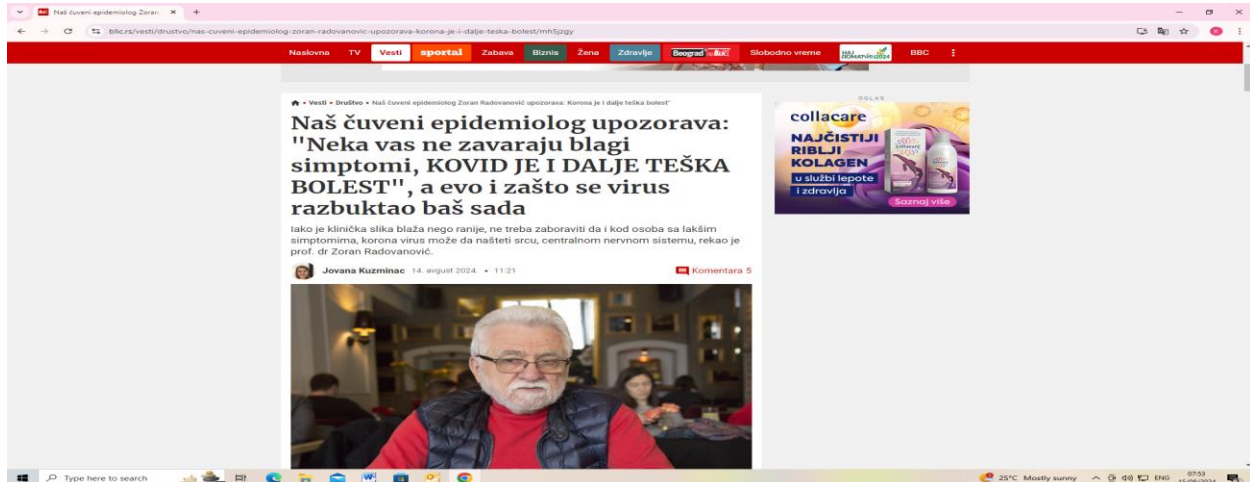 Naš čuveni epidemiolog Zoran
blic.rs/vesti/drustvo/nas-cuveni-epidemiolog-zoran-radovanovic-upozorava-korona-je-i-dalje-teska-bolest/mh5jzgy
Naslovna TV Vesti sportal Zabava Biznis Žena Zdravlje Beograd Blic Slobodno vreme BBC
Vesti • Društvo • Naš čuveni epidemiolog Zoran Radovanović upozorava: Korona je i dalje teška bolest"
Naš čuveni epidemiolog upozorava:
"Neka vas ne zavaraju blagi
simptomi, KOVID JE I DALJE TEŠKA
BOLEST", a evo i zašto se virus
razbuktao baš sada
Iako je klinička slika blaža nego ranije, ne treba zaboraviti da i kod osoba sa lakšim
simptomima, korona virus može da našteti srcu, centralnom nervnom sistemu, rekao je
prof. dr Zoran Radovanović.
Jovana Kuzminac 14. avgust 2024. • 11:21
Komentara 5
OGLAS
collacare
NAJČISTIJI
RIBLJI
KOLAGEN
u službi lepote
i zdravlja
Saznaj više
Type here to search
25°C Mostly sunny
ENG
07:53
15/08/2024